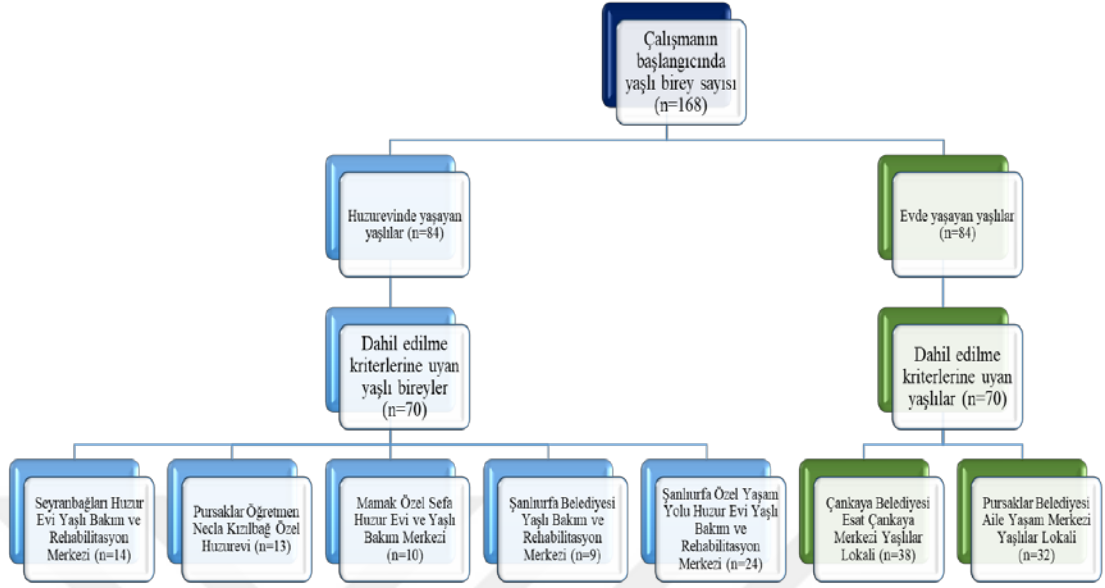 Çalışmanın
başlangıcında
yaşlı birey sayısı
(n=168)
Huzurevinde yaşayan
yaşlılar (n=84)
Evde yaşayan yaşlılar
(n=84)
Dahil edilme
kriterlerine uyan
yaşlı bireyler
(n=70)
Dahil edilme
kriterlerine uyan
yaşlılar (n=70)
Seyranbağları Huzur
Evi Yaşlı Bakım ve
Rehabilitasyon
Merkezi (n=14)
Pursaklar Öğretmen
Necla Kızılbağ Özel
Huzurevi (n=13)
Mamak Özel Sefa
Huzur Evi ve Yaşlı
Bakım Merkezi
(n=10)
Şanlıurfa Belediyesi
Yaşlı Bakım ve
Rehabilitasyon
Merkezi (n=9)
Şanlıurfa Özel Yaşam
Yolu Huzur Evi Yaşlı
Bakım ve
Rehabilitasyon
Merkezi (n=24)
Çankaya Belediyesi
Esat Çankaya
Merkezi Yaşlılar
Lokali (n=38)
Pursaklar Belediyesi
Aile Yaşam Merkezi
Yaşlılar Lokali
(n=32)